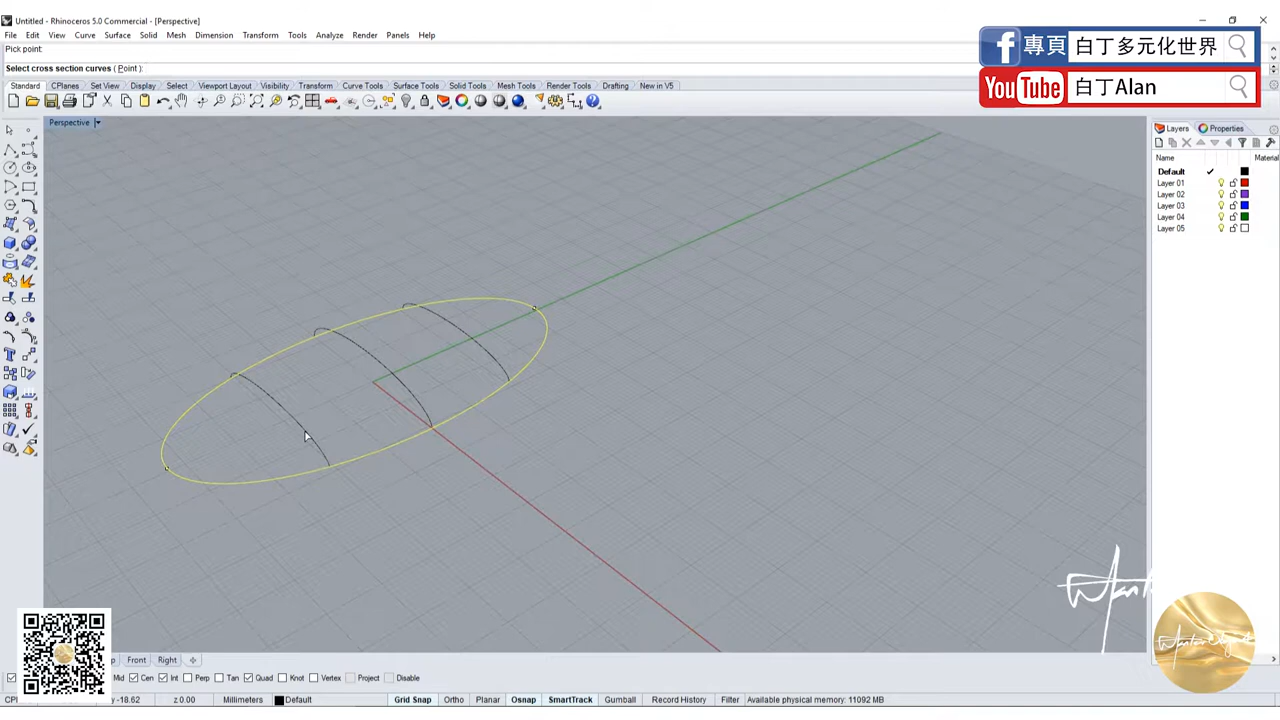 Untitled - Rhinoceros 5.0 Commercial - [Perspective]
File Edit View Curve Surface Solid Mesh Dimension Transform Tools Analyze Render Panels Help
Pick point:
Select cross section curves ( Point ):
Standard CPlanes Set View Display Select Viewport Layout Visibility Transform Curve Tools Surface Tools Solid Tools Mesh Tools Render Tools Drafting New in V5
f 專頁 白丁多元化世界
YouTube 白丁Alan
Perspective
Layers Properties
Name Material
Default
Layer 01
Layer 02
Layer 03
Layer 04
Layer 05
Front Right
Mid Cen Int Perp Tan Quad Knot Vertex Project Disable
CPl -18.62 z 0.00 Millimeters Default Grid Snap Ortho Planar Osnap SmartTrack Gumball Record History Filter Available physical memory: 11092 MB